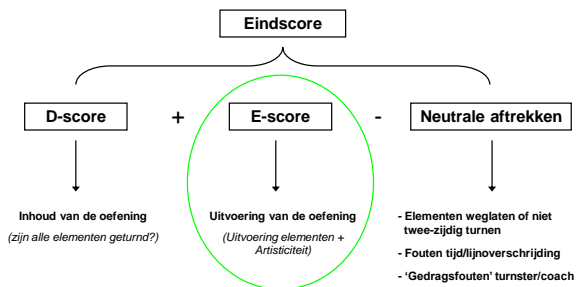 Eindscore
D-score + E-score - Neutrale aftrekken
Inhoud van de oefening
(zijn alle elementen geturnd?)
Uitvoering van de oefening
(Uitvoering elementen +
Artisticiteit)
- Elementen weglaten of niet
twee-zijdig turnen
- Fouten tijd/lijnoverschrijding
- ‘Gedragsfouten’ turnster/coach